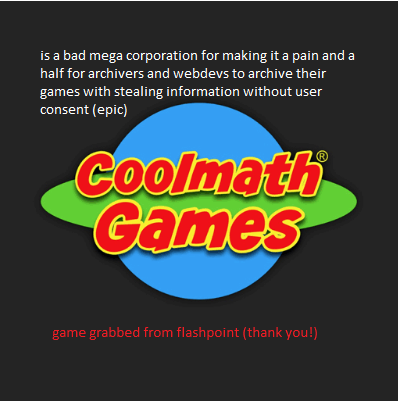 is a bad mega corporation for making it a pain and a
half for archivers and webdevs to archive their
games with stealing information without user
consent (epic)
Coolmath®
Games
game grabbed from flashpoint (thank you!)